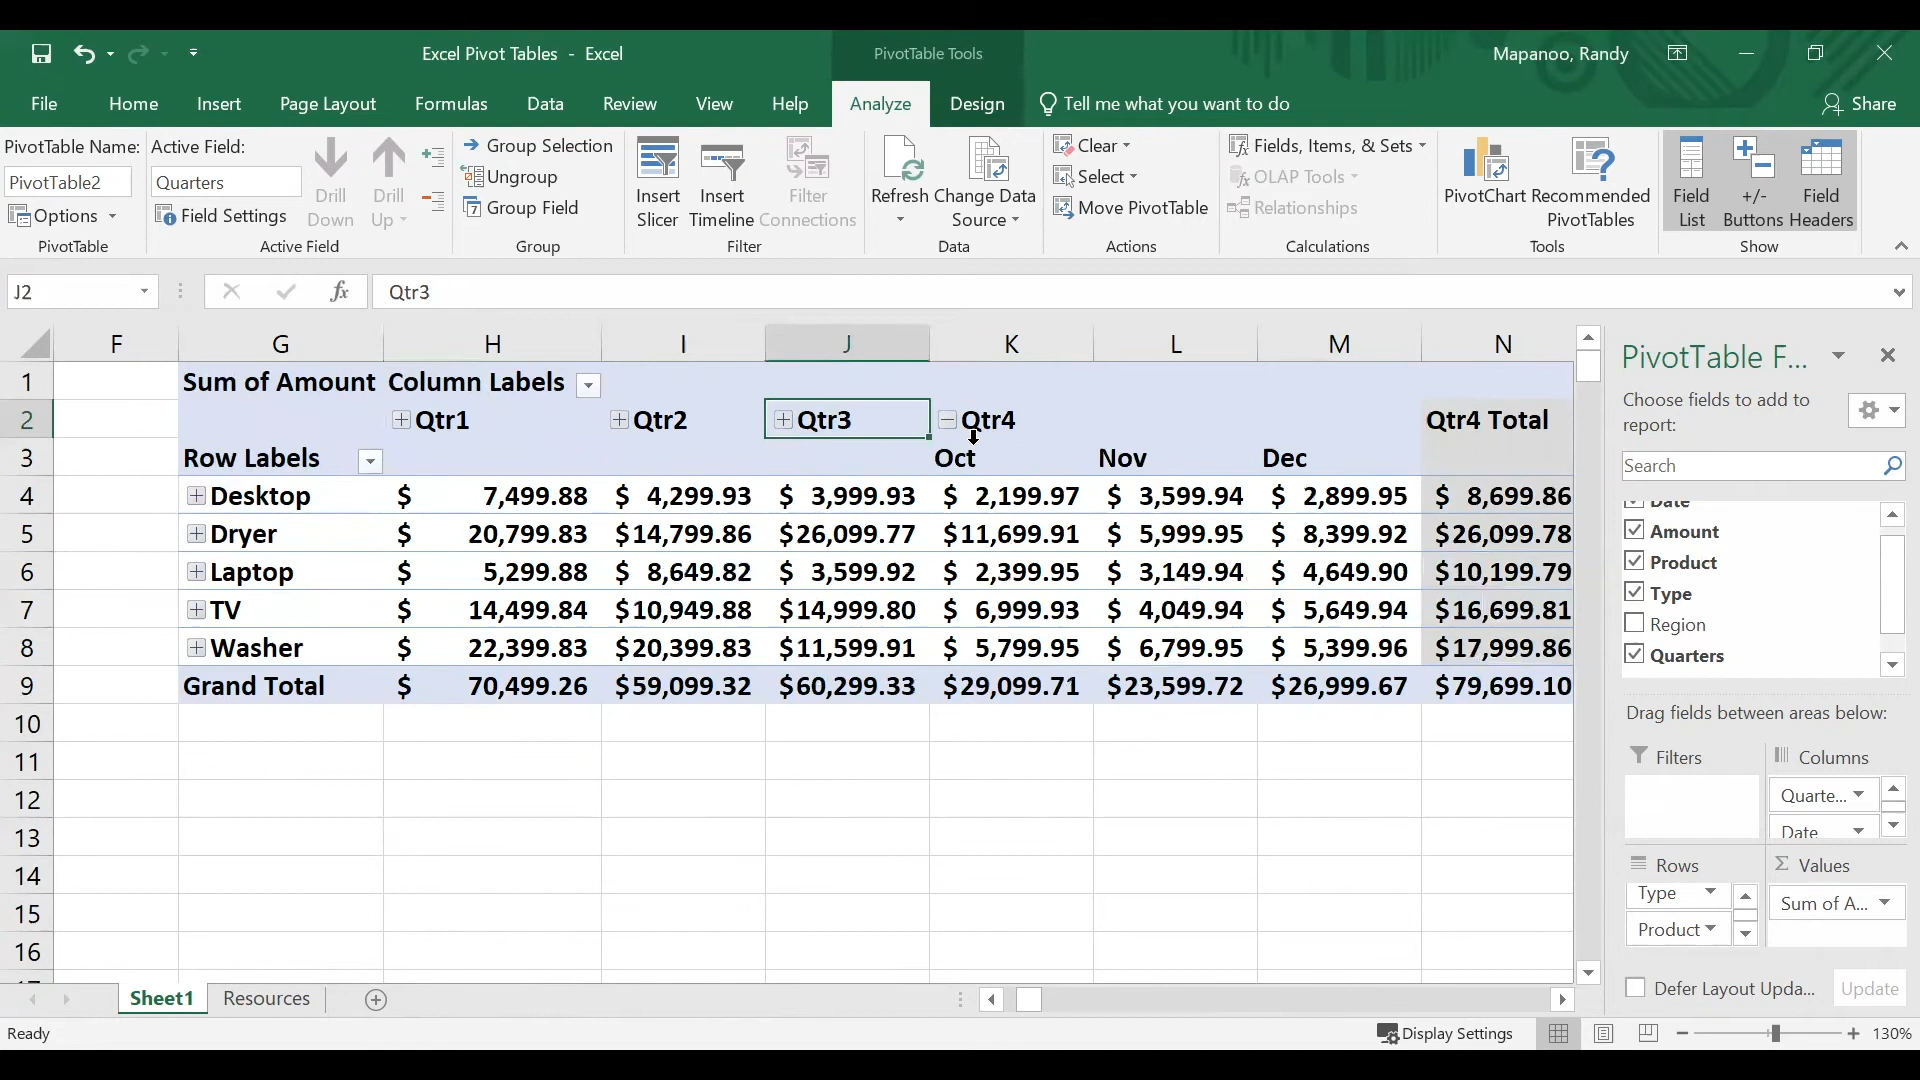 Excel Pivot Tables - Excel
PivotTable Tools
Mapanoo, Randy
File Home Insert Page Layout Formulas Data Review View Help Analyze Design Tell me what you want to do Share
PivotTable Name:
PivotTable2
Options
PivotTable
Active Field:
Quarters
Field Settings
Drill Down
Drill Up
Active Field
Group Selection
Ungroup
Group Field
Group
Insert Slicer
Insert Timeline
Filter Connections
Filter
Refresh
Change Data Source
Data
Clear
Select
Move PivotTable
Actions
Fields, Items, & Sets
OLAP Tools
Relationships
Calculations
PivotChart
Recommended PivotTables
Tools
Field List
+/- Buttons
Field Headers
Show
J2 fx Qtr3
F G H I J K L M N
1 Sum of Amount Column Labels
2 Qtr1 Qtr2 Qtr3 Qtr4 Qtr4 Total
3 Row Labels Oct Nov Dec
4 Desktop $ 7,499.88 $ 4,299.93 $ 3,999.93 $ 2,199.97 $ 3,599.94 $ 2,899.95 $ 8,699.86
5 Dryer $ 20,799.83 $14,799.86 $26,099.77 $11,699.91 $ 5,999.95 $ 8,399.92 $26,099.78
6 Laptop $ 5,299.88 $ 8,649.82 $ 3,599.92 $ 2,399.95 $ 3,149.94 $ 4,649.90 $10,199.79
7 TV $ 14,499.84 $10,949.88 $14,999.80 $ 6,999.93 $ 4,049.94 $ 5,649.94 $16,699.81
8 Washer $ 22,399.83 $20,399.83 $11,599.91 $ 5,799.95 $ 6,799.95 $ 5,399.96 $17,999.86
9 Grand Total $ 70,499.26 $59,099.32 $60,299.33 $29,099.71 $23,599.72 $26,999.67 $79,699.10
10
11
12
13
14
15
16
PivotTable F...
Choose fields to add to
report:
Search
Date
Amount
Product
Type
Region
Quarters
Drag fields between areas below:
Filters
Columns
Quarte...
Date
Rows
Type
Product
Σ Values
Sum of A...
Defer Layout Upda... Update
Sheet1 Resources
Ready
Display Settings
130%